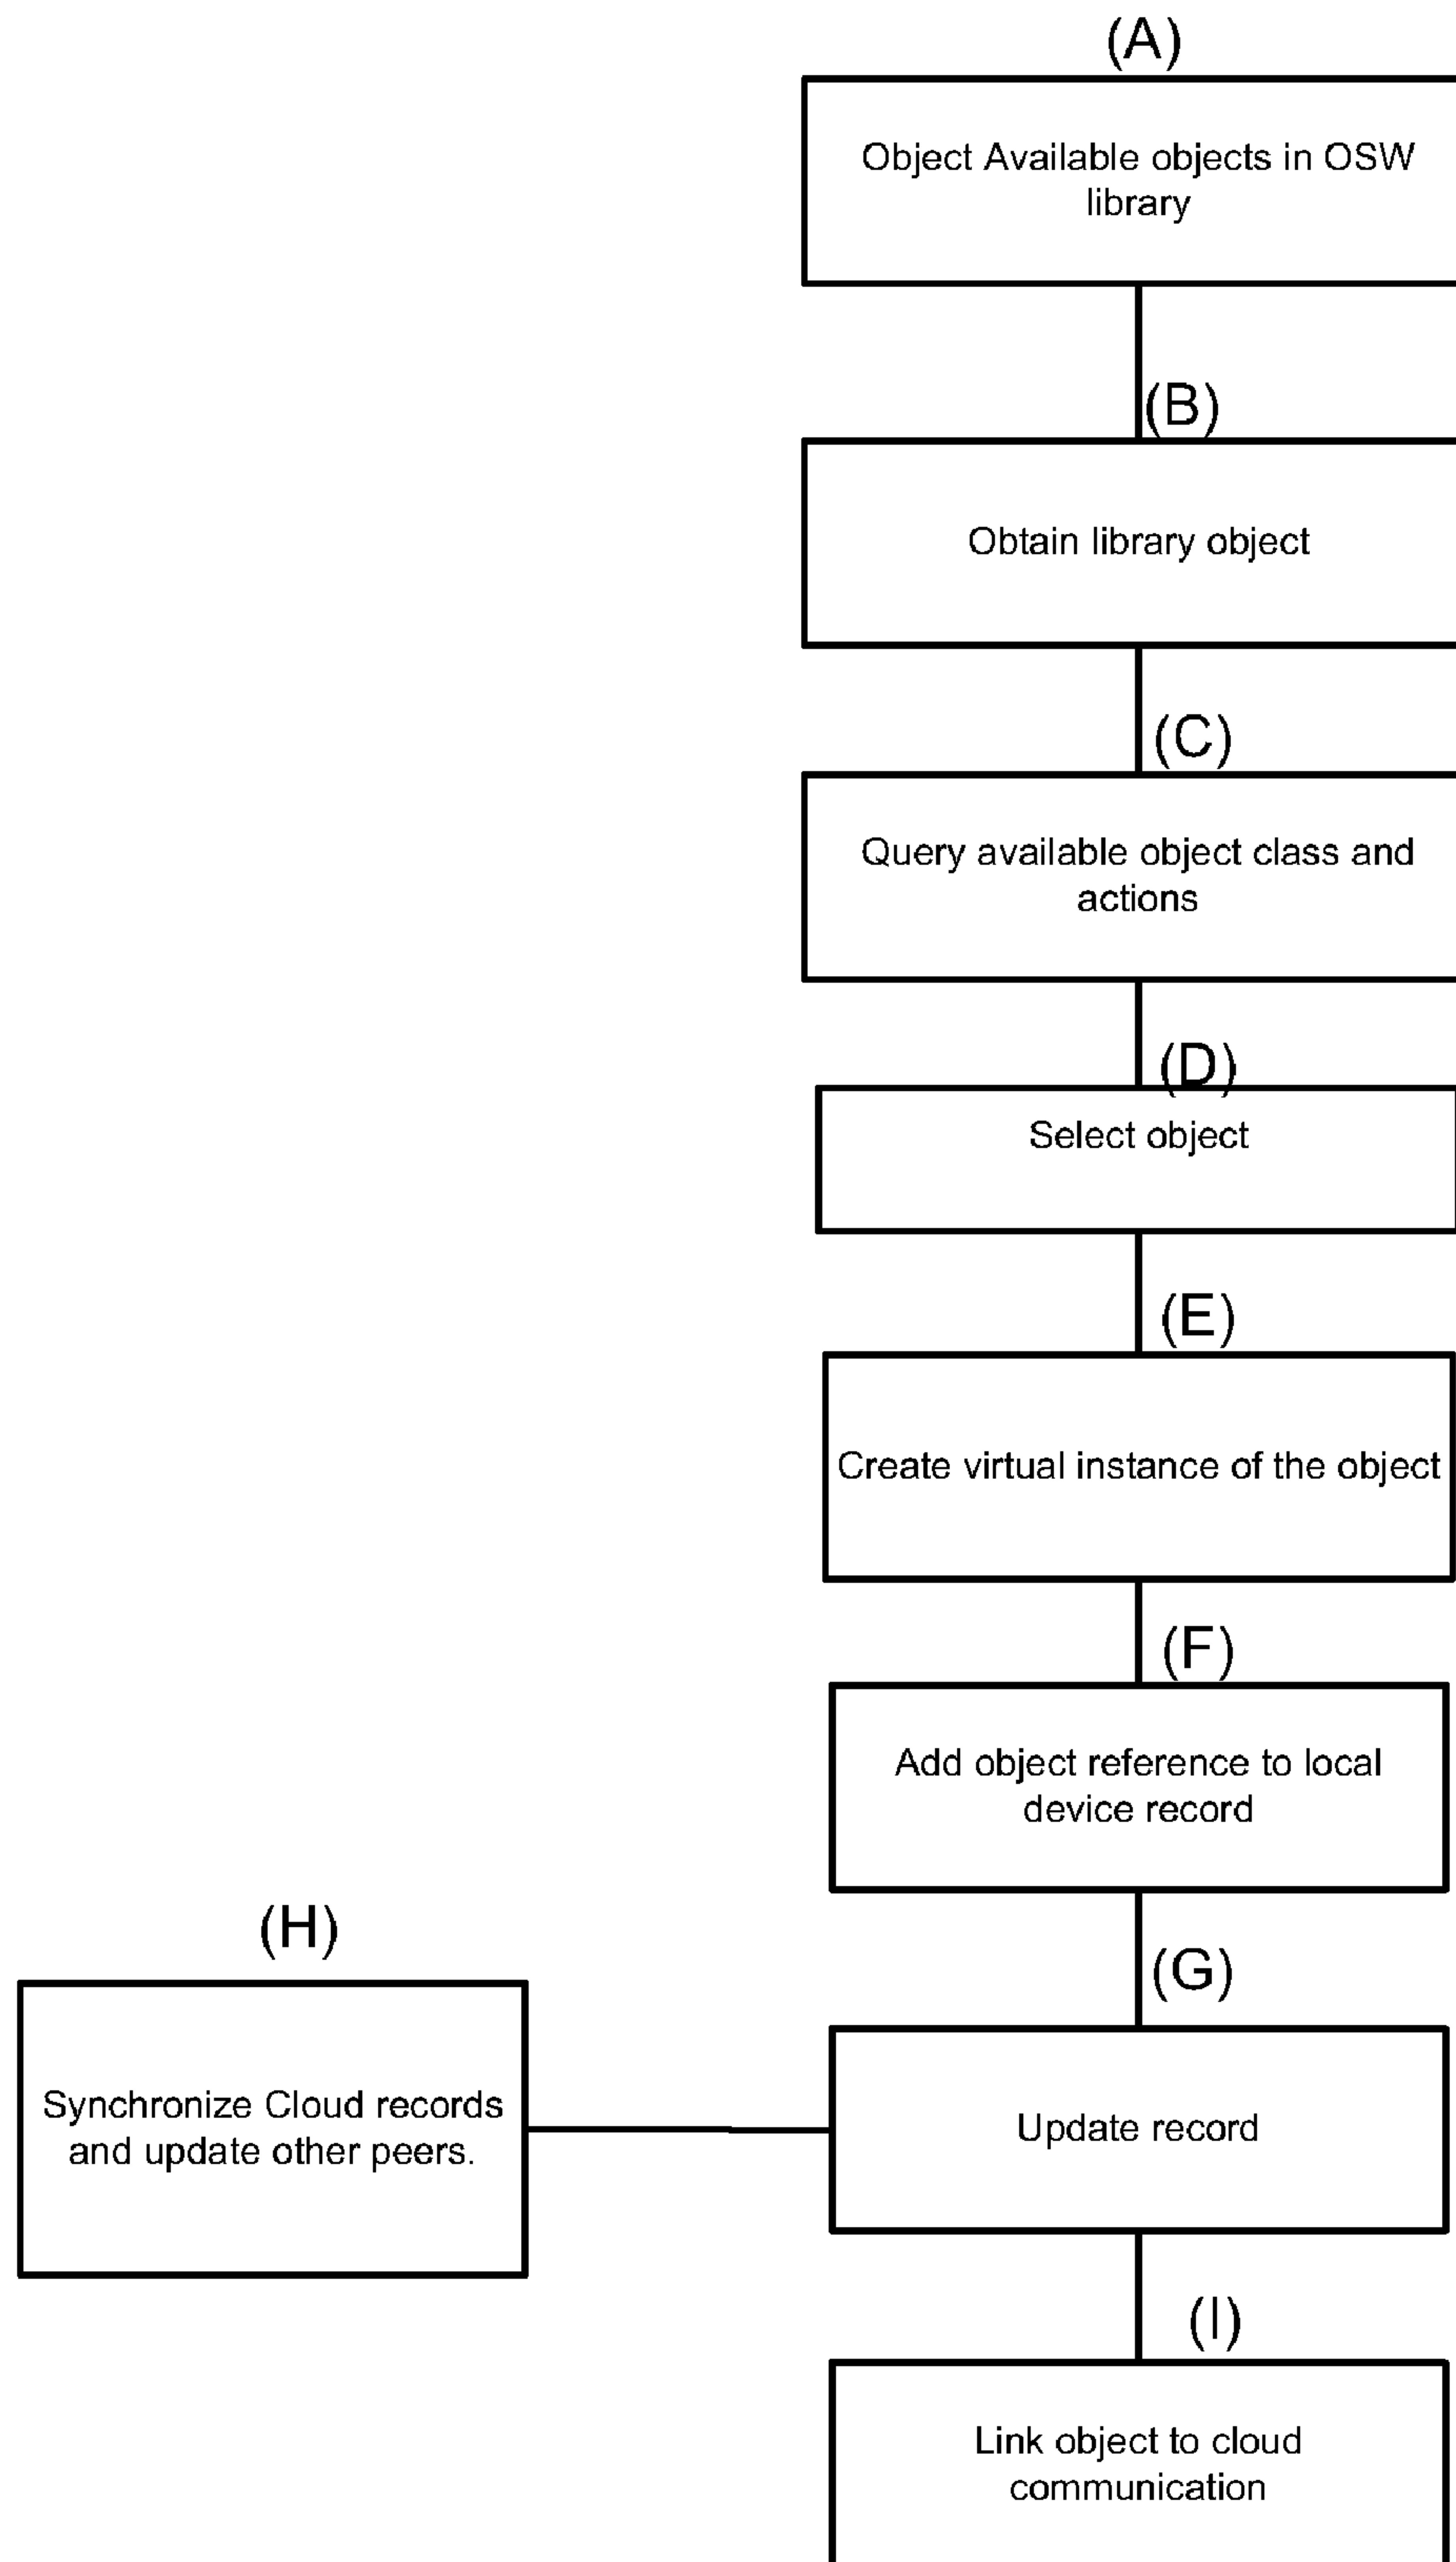 (A)
Object Available objects in OSW
library
(B)
Obtain library object
(C)
Query available object class and
actions
(D)
Select object
(E)
Create virtual instance of the object
(F)
Add object reference to local
device record
(H)
(G)
Synchronize Cloud records
and update other peers.
Update record
(I)
Link object to cloud
communication